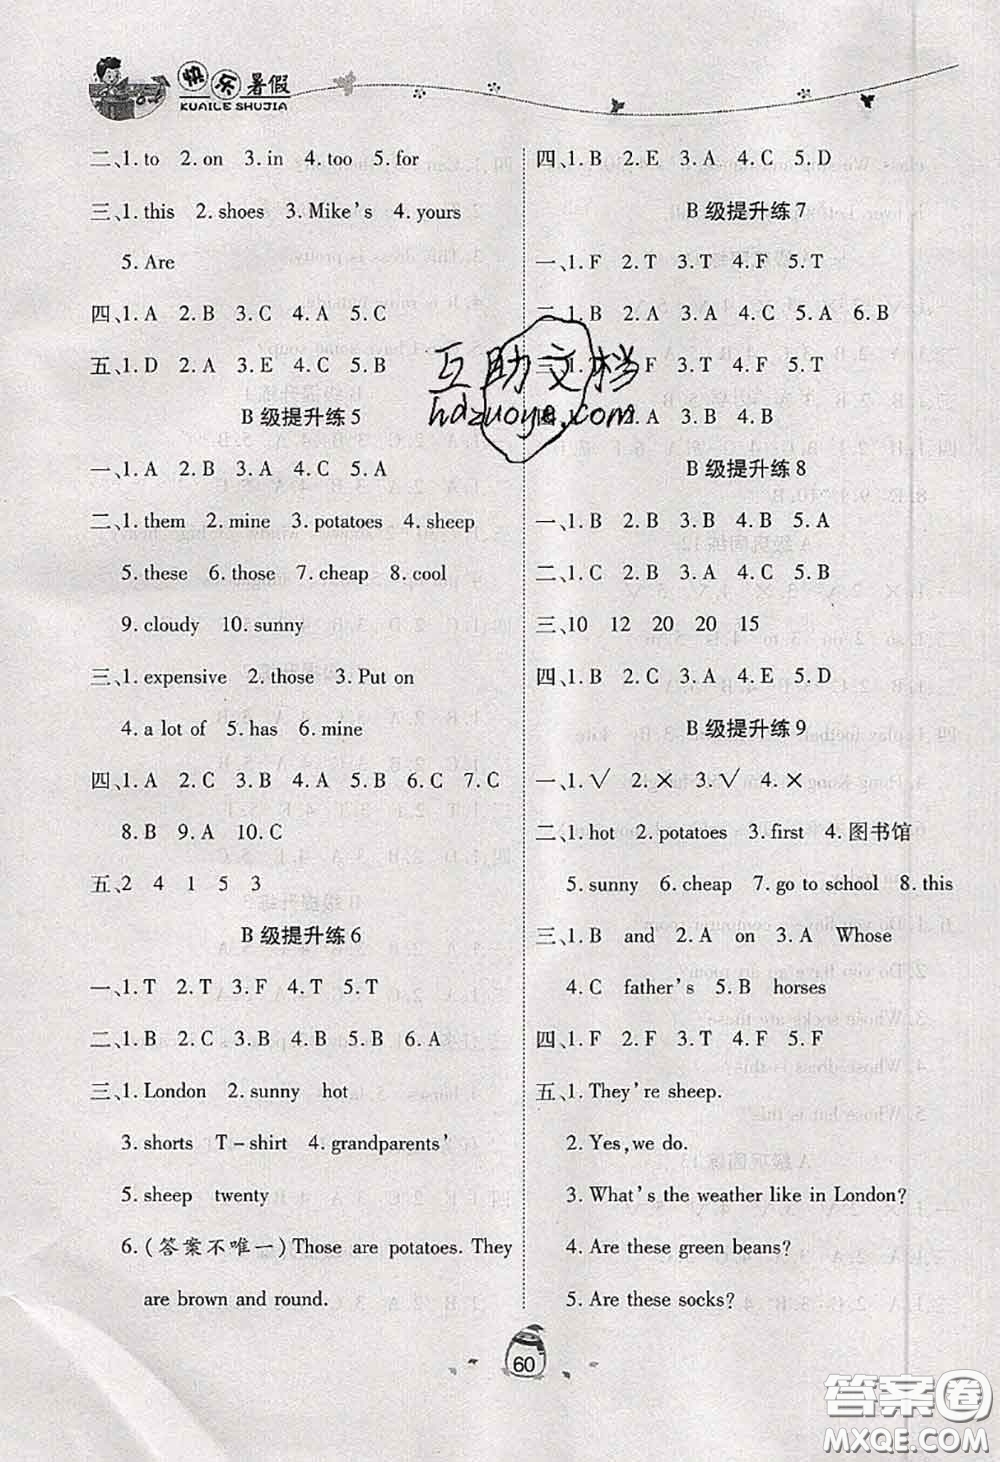 快乐暑假
KUAILE SHUJIA
二、1. to 2. on 3. in 4. too 5. for
三、1. this 2. shoes 3. Mike's 4. yours
5. Are
四、1. A 2. B 3. C 4. A 5. C
五、1. D 2. A 3. E 4. C 5. B
B 级提升练 5
一、1. A 2. B 3. C 4. B 5. A
二、1. them 2. mine 3. potatoes 4. sheep
5. these 6. those 7. cheap 8. cool
9. cloudy 10. sunny
三、1. expensive 2. those 3. Put on
4. a lot of 5. has 6. mine
四、1. A 2. C 3. B 4. A 5. B 6. C 7. C
8. B 9. A 10. C
五、2 4 1 5 3
B 级提升练 6
一、1. T 2. T 3. F 4. T 5. T
二、1. B 2. C 3. B 4. A 5. B 6. A
三、1. London 2. sunny hot
3. shorts T-shirt 4. grandparents'
5. sheep twenty
6. (答案不唯一) Those are potatoes. They
are brown and round.
四、1. B 2. E 3. A 4. C 5. D
B 级提升练 7
一、1. F 2. T 3. T 4. F 5. T
二、1. B 2. A 3. A 4. A 5. A 6. B
F 3. T 4. F 5. T
A 3. B 4. B
B 级提升练 8
一、1. B 2. B 3. A 4. B 5. A
二、1. C 2. B 3. A 4. C 5. B
三、10 12 20 20 15
四、1. B 2. C 3. A 4. E 5. D
B 级提升练 9
一、1. √ 2. × 3. √ 4. ×
二、1. hot 2. potatoes 3. first 4. 图书馆
5. sunny 6. cheap 7. go to school 8. this
三、1. B and 2. A on 3. A Whose
4. C father's 5. B horses
四、1. F 2. F 3. T 4. F 5. F
五、1. They're sheep.
2. Yes, we do.
3. What's the weather like in London?
4. Are these green beans?
5. Are these socks?
互助文档
hdzuoye.com
60
答案圈
MXQE.COM